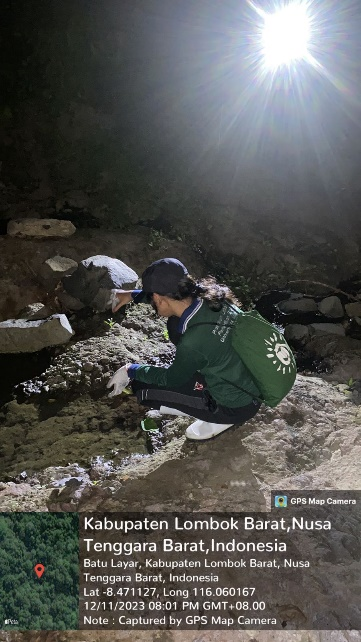 GPS Map Camera
Kabupaten Lombok Barat,Nusa
Tenggara Barat,Indonesia
Batu Layar, Kabupaten Lombok Barat, Nusa
Tenggara Barat, Indonesia
Lat -8.471127, Long 116.060167
12/11/2023 08:01 PM GMT+08.00
Note : Captured by GPS Map Camera